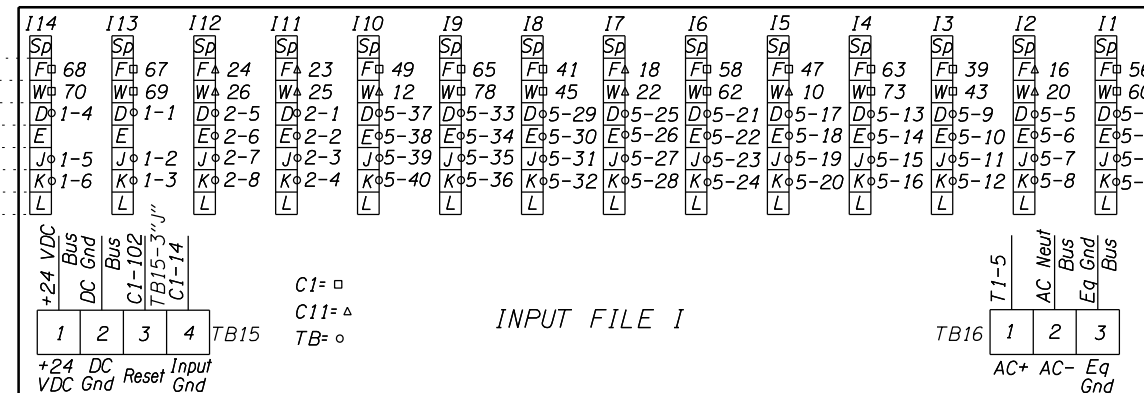 I14 I13 I12 I11 I10 I9 I8 I7 I6 I5 I4 I3 I2 I1
Sp Sp Sp Sp Sp Sp Sp Sp Sp Sp Sp Sp Sp Sp
F□ 68 F□ 67 F△ 24 F△ 23 F□ 49 F□ 65 F□ 41 F△ 18 F□ 58 F□ 47 F□ 63 F□ 39 F△ 16 F□ 56
W□ 70 W□ 69 W△ 26 W△ 25 W△ 12 W□ 78 W□ 45 W△ 22 W□ 62 W△ 10 W□ 73 W□ 43 W△ 20 W□ 60
D○ 1-4 D○ 1-1 D○ 2-5 D○ 2-1 D○ 5-37 D○ 5-33 D○ 5-29 D○ 5-25 D○ 5-21 D○ 5-17 D○ 5-13 D○ 5-9 D○ 5-5 D○ 5-
E E E○ 2-6 E○ 2-2 E○ 5-38 E○ 5-34 E○ 5-30 E○ 5-26 E○ 5-22 E○ 5-18 E○ 5-14 E○ 5-10 E○ 5-6 E○ 5-
J○ 1-5 J○ 1-2 J○ 2-7 J○ 2-3 J○ 5-39 J○ 5-35 J○ 5-31 J○ 5-27 J○ 5-23 J○ 5-19 J○ 5-15 J○ 5-11 J○ 5-7 J○ 5-
K○ 1-6 K○ 1-3 K○ 2-8 K○ 2-4 K○ 5-40 K○ 5-36 K○ 5-32 K○ 5-28 K○ 5-24 K○ 5-20 K○ 5-16 K○ 5-12 K○ 5-8 K○ 5-
L L L L L L L L L L L L L L
+24 VDC
Bus
DC Gnd
Bus
C1-102
TB15-3"J"
C1-14
1 2 3 4 TB15
+24 VDC
DC Gnd
Reset
Input Gnd
C1= □
C11= △
TB= ○
INPUT FILE I
T1-5
AC Neut
Bus
Eq Gnd
Bus
TB16 1 2 3
AC+ AC- Eq Gnd